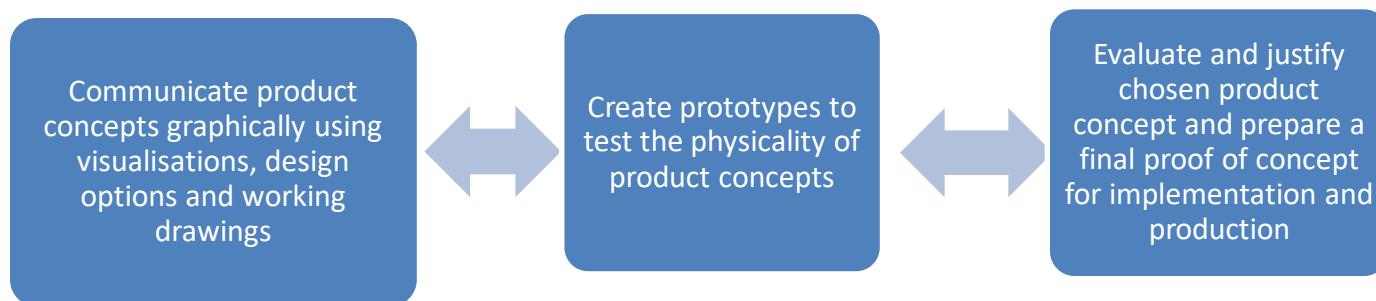 Communicate product
concepts graphically using
visualisations, design
options and working
drawings
Create prototypes to
test the physicality of
product concepts
Evaluate and justify
chosen product
concept and prepare a
final proof of concept
for implementation and
production